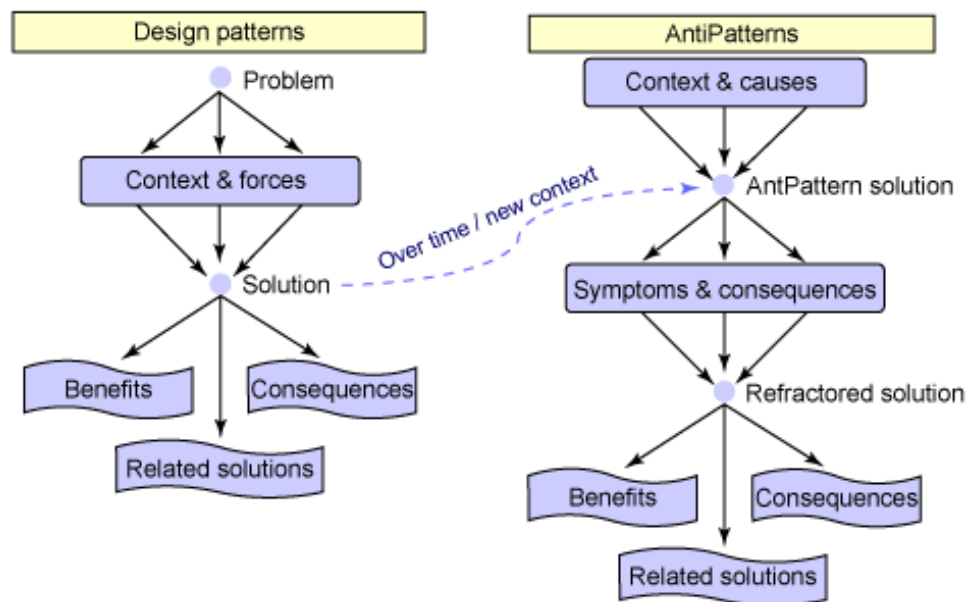 Design patterns
Problem
Context & forces
Solution
Benefits
Consequences
Related solutions
Over time / new context
AntiPatterns
Context & causes
AntPattern solution
Symptoms & consequences
Refractored solution
Benefits
Consequences
Related solutions